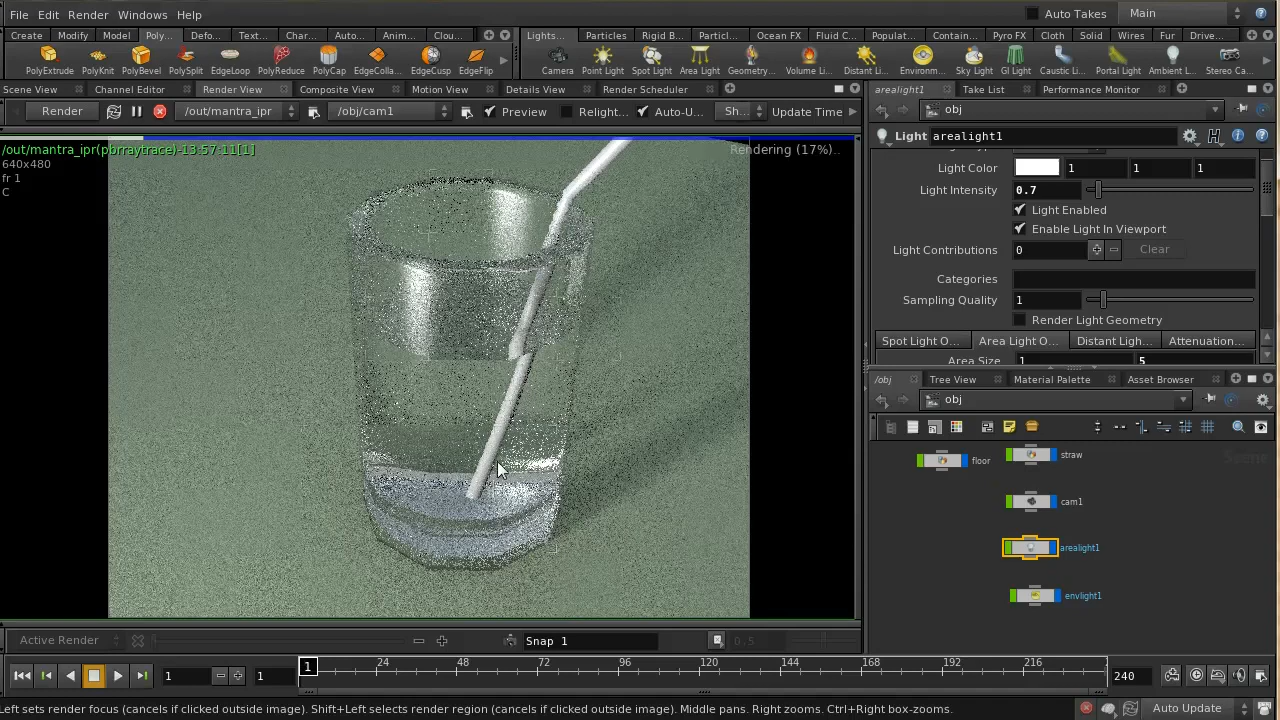 File Edit Render Windows Help Auto Takes Main
Create Modify Model Poly... Defo... Text... Char... Auto... Anim... Clou... Lights... Particles Rigid B... Particl... Ocean FX Fluid C... Populat... Contain... Pyro FX Cloth Solid Wires Fur Drive...
PolyExtrude PolyKnit PolyBevel PolySplit EdgeLoop PolyReduce PolyCap EdgeColla... EdgeCusp EdgeFlip Camera Point Light Spot Light Area Light Geometry... Volume Li... Distant Li... Environm... Sky Light GI Light Caustic Li... Portal Light Ambient L... Stereo Ca...
Scene View Channel Editor Render View Composite View Motion View Details View Render Scheduler arealight1 Take List Performance Monitor
Render /out/mantra_ipr /obj/cam1 Preview Relight... Auto-U... Sh... Update Time obj
Light arealight1
/out/mantra_ipr(pbrraytrace)-13:57:11[1] Rendering (17%)..
640x480
fr 1
C
Light Color 1 1 1
Light Intensity 0.7
Light Enabled
Enable Light In Viewport
Light Contributions 0 Clear
Categories
Sampling Quality 1
Render Light Geometry
Spot Light O... Area Light O... Distant Ligh... Attenuation...
Area Size 1 5
/obj Tree View Material Palette Asset Browser
obj
floor straw
Scene
cam1
arealight1
envlight1
Active Render Snap 1 0.5
1 1 1 24 48 72 96 120 144 168 192 216 240
Left sets render focus (cancels if clicked outside image). Shift+Left selects render region (cancels if clicked outside image). Middle pans. Right zooms. Ctrl+Right box-zooms. Auto Update